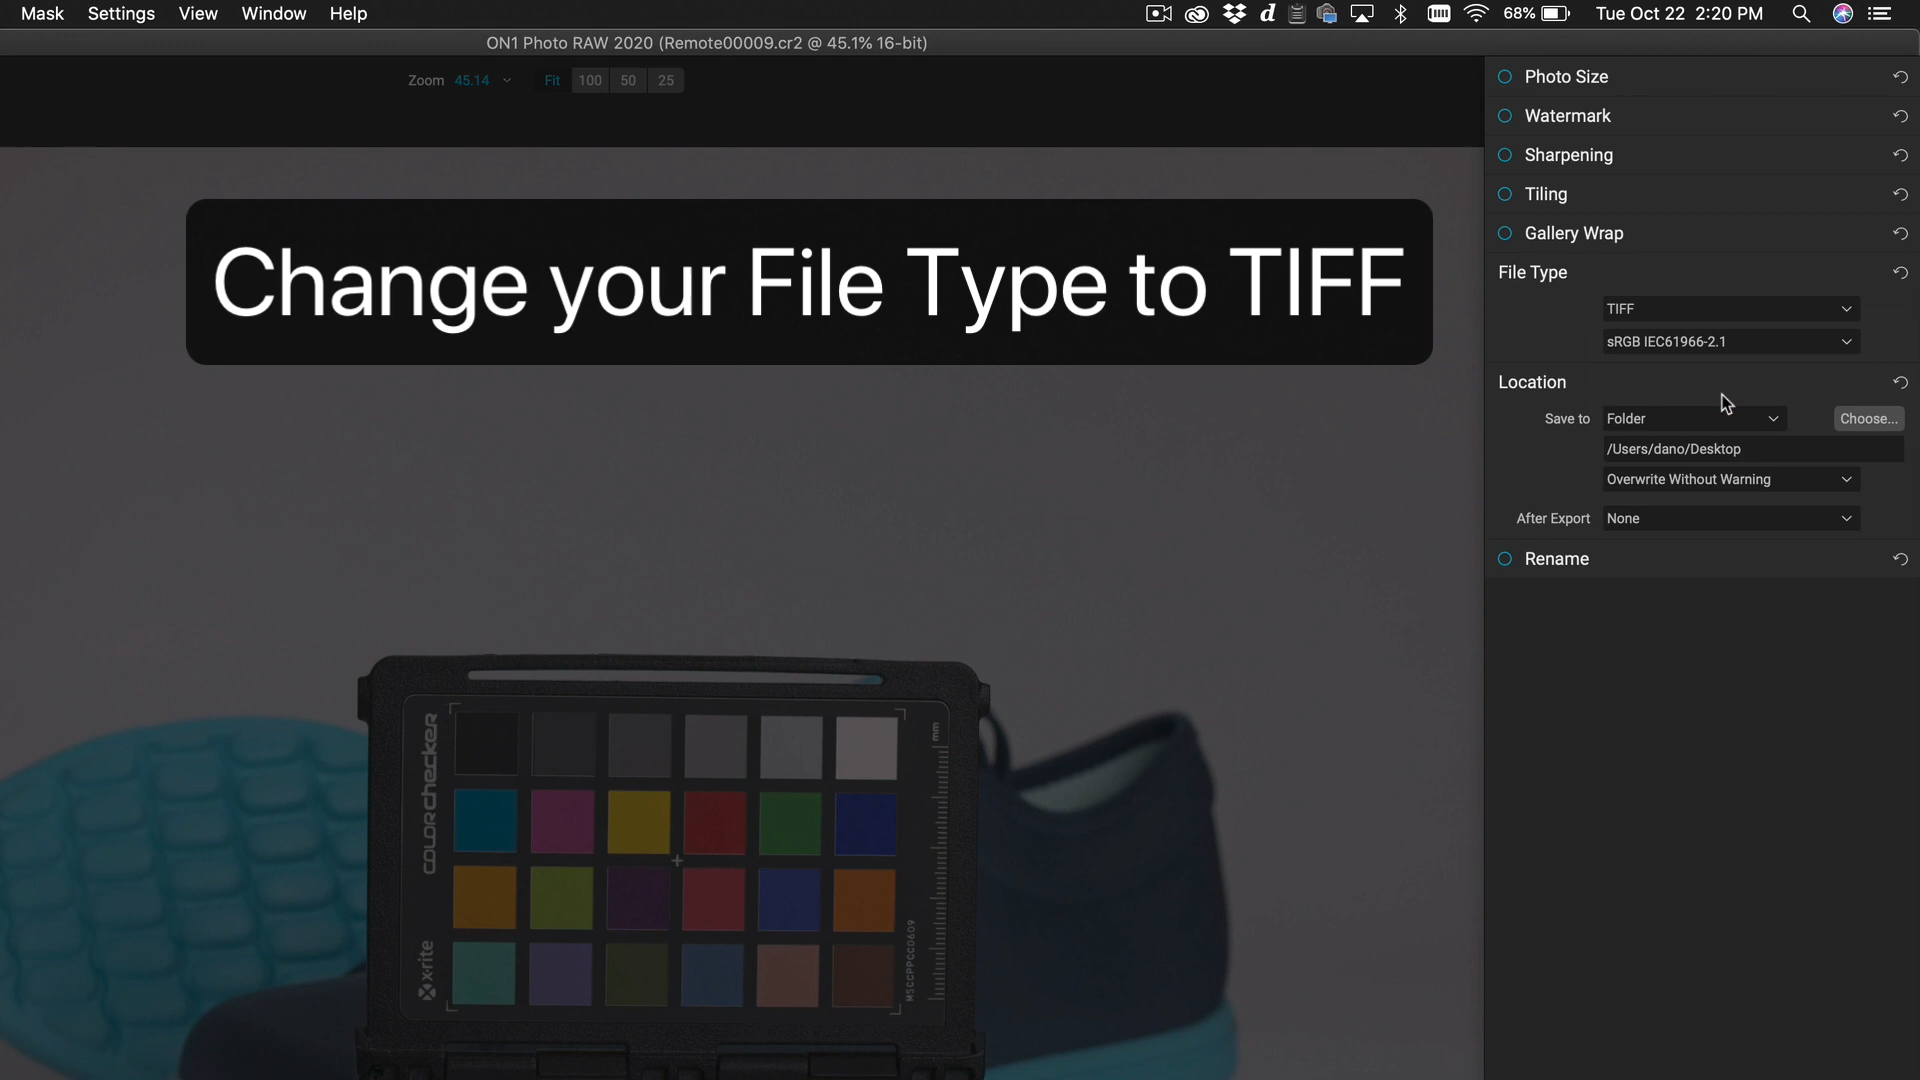 Mask Settings View Window Help 68% Tue Oct 22 2:20 PM
ON1 Photo RAW 2020 (Remote00009.cr2 @ 45.1% 16-bit)
Zoom 45.14 Fit 100 50 25
Change your File Type to TIFF
Photo Size
Watermark
Sharpening
Tiling
Gallery Wrap
File Type
TIFF
sRGB IEC61966-2.1
Location
Save to Folder Choose...
/Users/dano/Desktop
Overwrite Without Warning
After Export None
Rename
colorchecker
x-rite
mm
MSCCPPCC0609